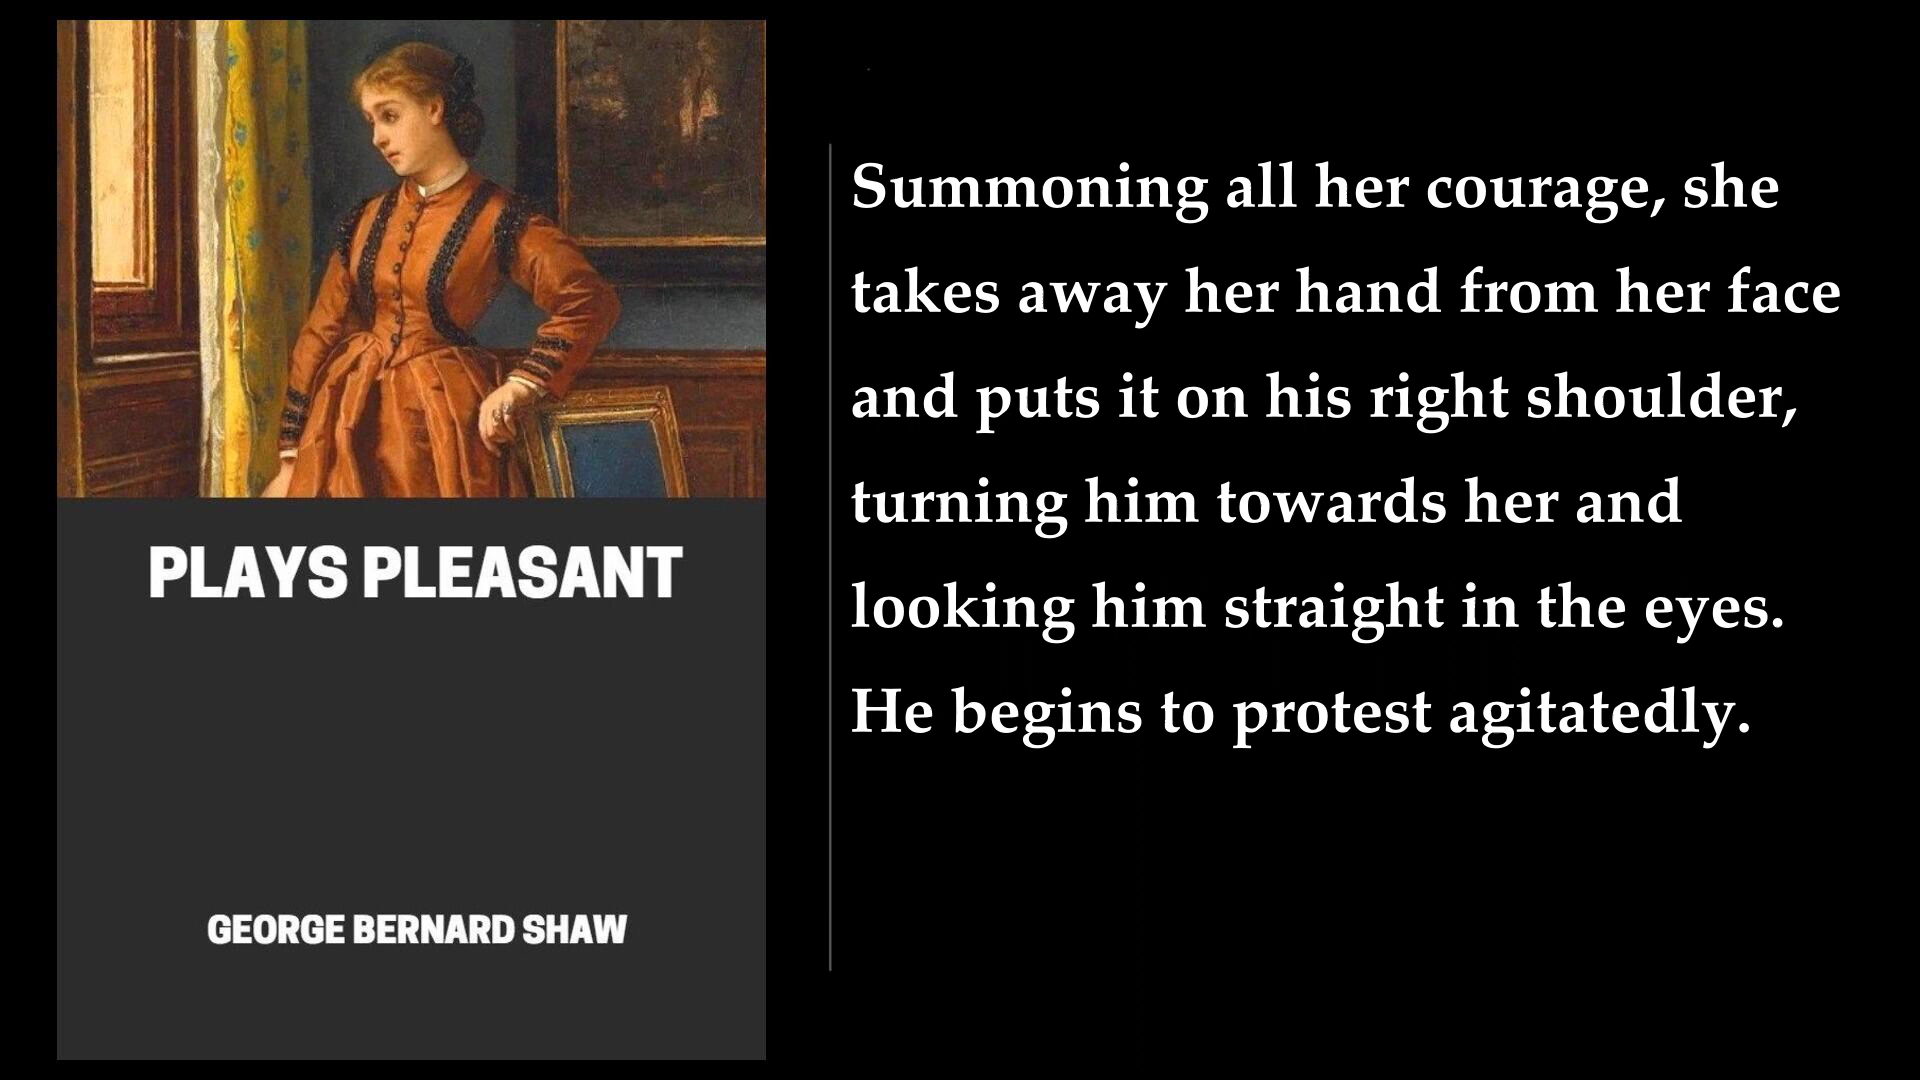 PLAYS PLEASANT
GEORGE BERNARD SHAW
Summoning all her courage, she
takes away her hand from her face
and puts it on his right shoulder,
turning him towards her and
looking him straight in the eyes.
He begins to protest agitatedly.